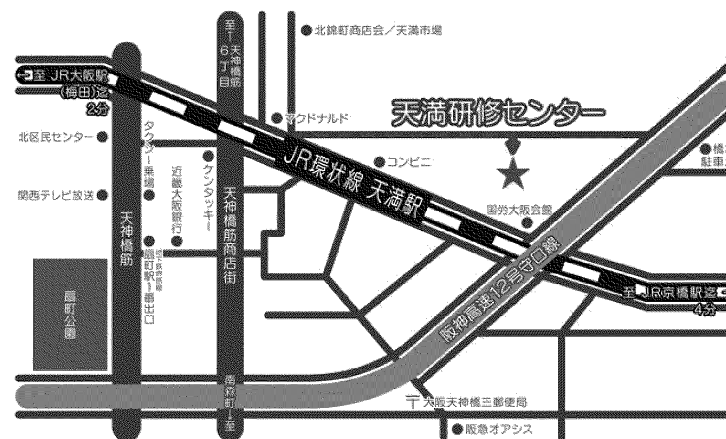 北錦町商店会／天満市場
至↑
天神橋筋
6丁目
至 JR大阪駅
(梅田)迄
2分
マクドナルド
天満研修センター
北区民センター
タクシー乗場
JR環状線 天満駅
コンビニ
駐車
ケンタッキー
近畿大阪銀行
関西テレビ放送
天神橋筋
天神橋筋商店街
国労大阪会館
扇町駅一番出口
阪神高速12号守口線
至 JR京橋駅迄
4分
扇町公園
南森町→至
〒大阪天神橋三郵便局
阪急オアシス